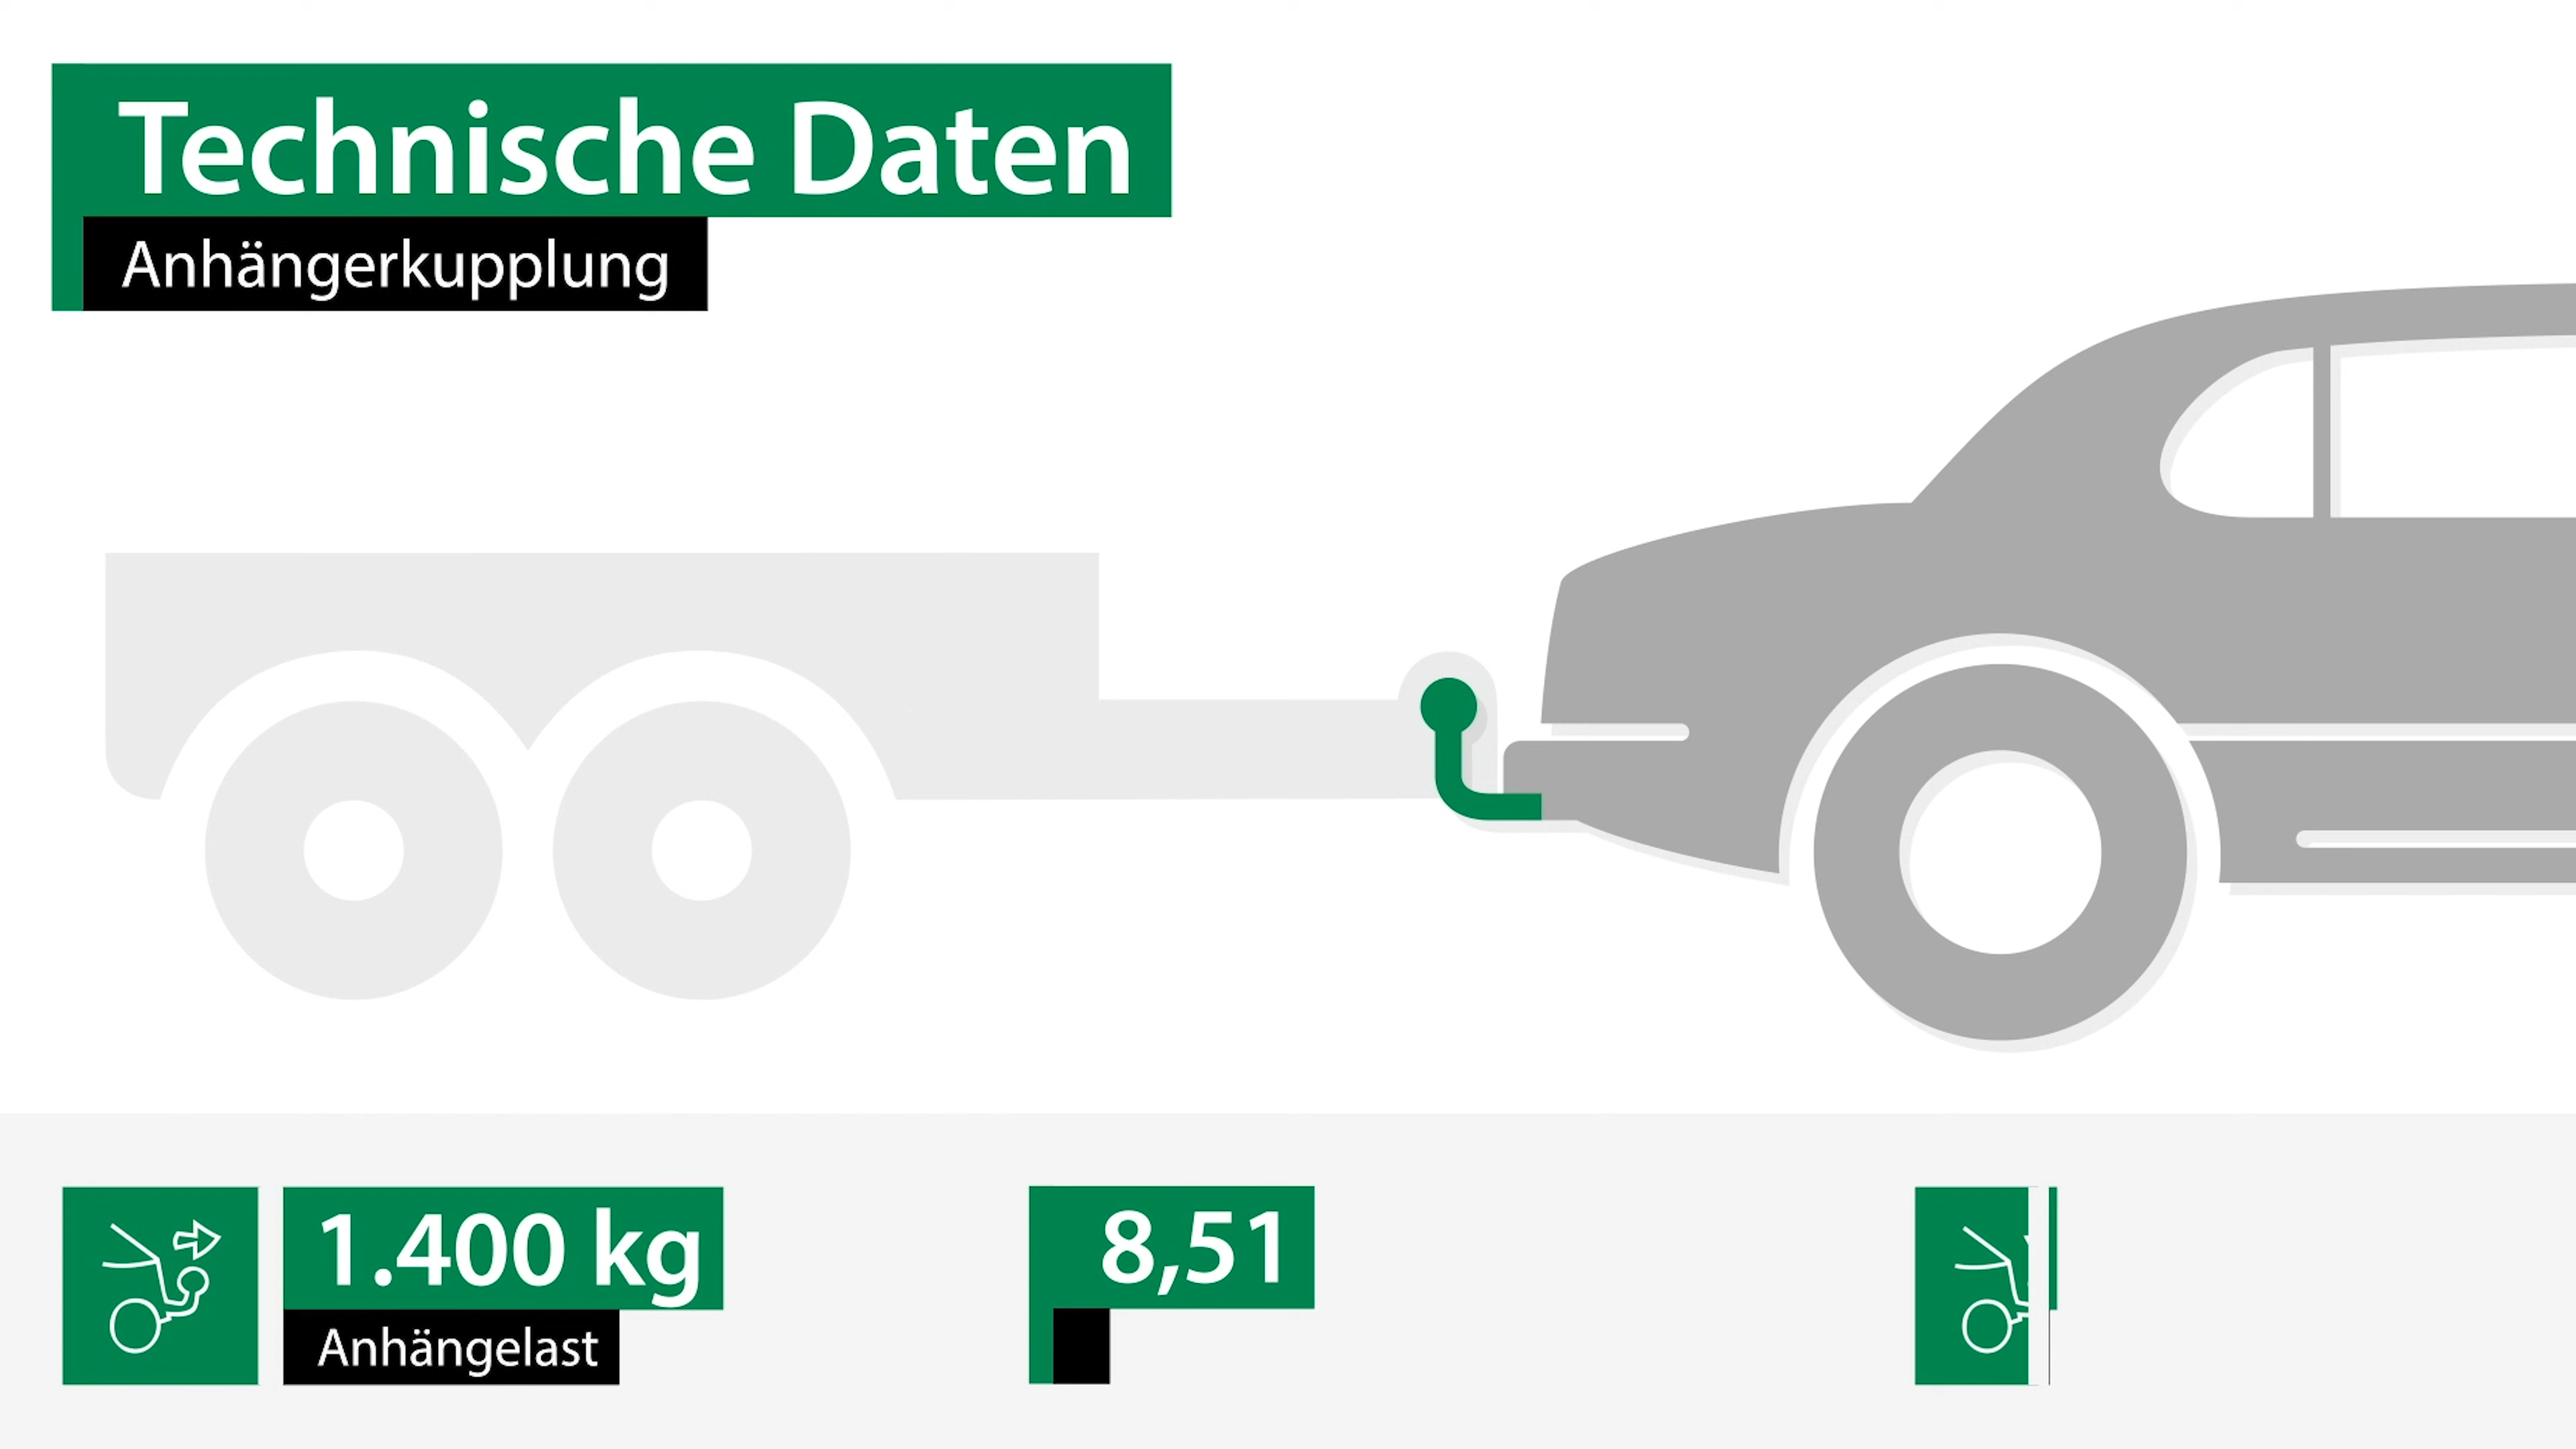 Technische Daten
Anhängerkupplung
1.400 kg
Anhängelast
8,51